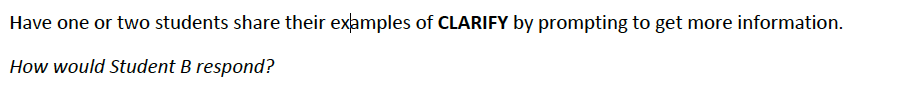 Have one or two students share their examples of CLARIFY by prompting to get more information.
How would Student B respond?